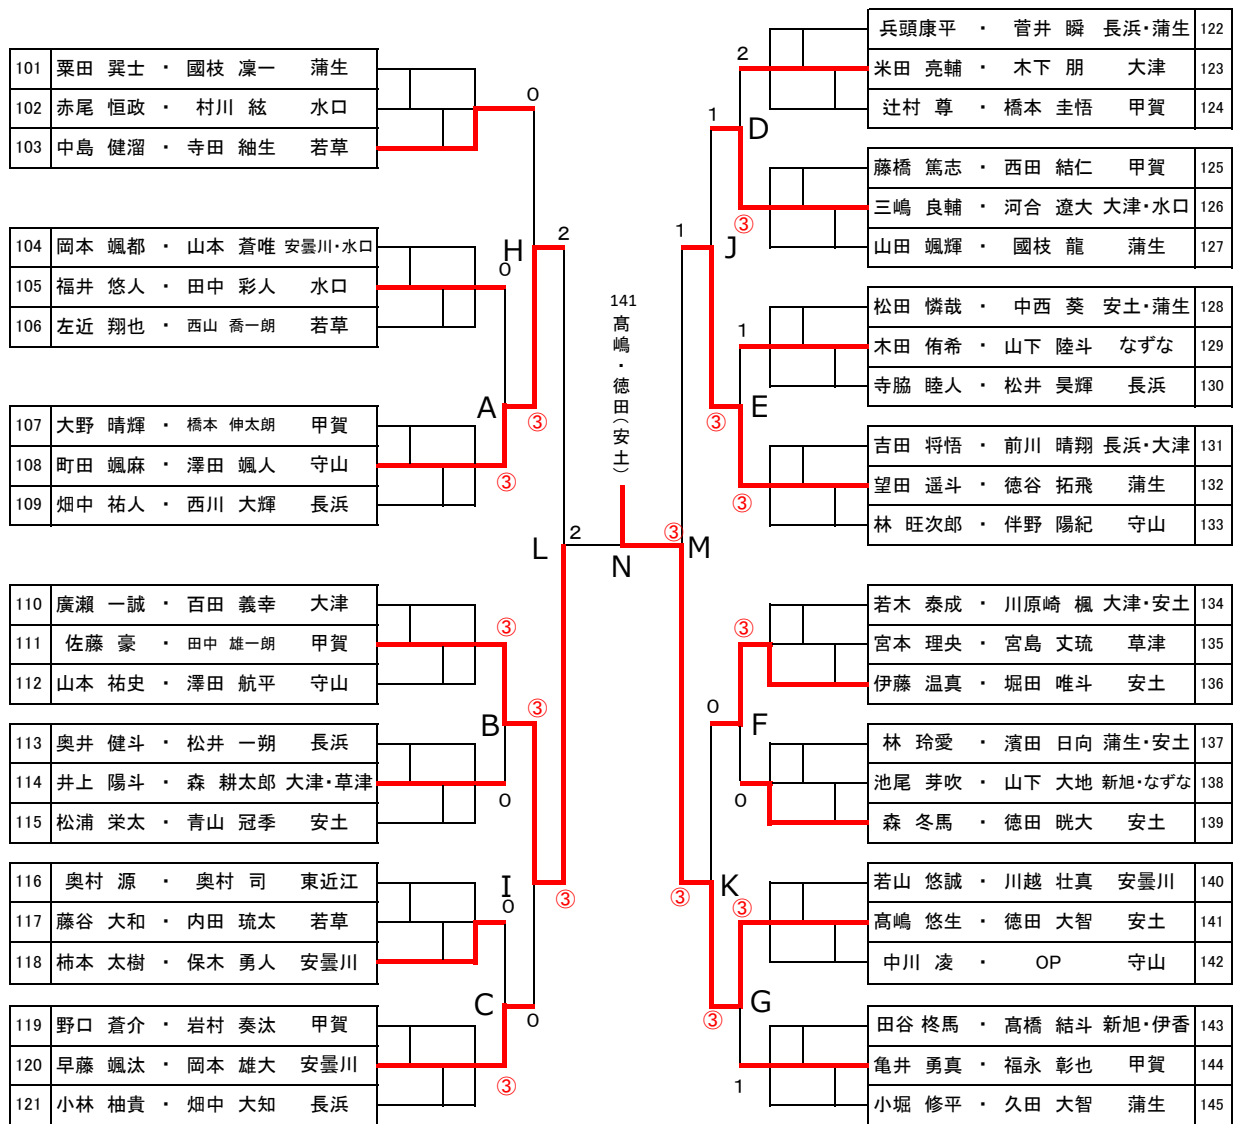 101 粟田 巽士 ・ 國枝 凜一 蒲生
102 赤尾 恒政 ・ 村川 絃 水口
103 中島 健溜 ・ 寺田 紬生 若草
0
104 岡本 颯都 ・ 山本 蒼唯 安曇川・水口
105 福井 悠人 ・ 田中 彩人 水口
106 左近 翔也 ・ 西山 喬一朗 若草
0
H
2
107 大野 晴輝 ・ 橋本 伸太朗 甲賀
108 町田 颯麻 ・ 澤田 颯人 守山
109 畑中 祐人 ・ 西川 大輝 長浜
A
③
③
110 廣瀬 一誠 ・ 百田 義幸 大津
111 佐藤 豪 ・ 田中 雄一朗 甲賀
112 山本 祐史 ・ 澤田 航平 守山
③
L
2
113 奥井 健斗 ・ 松井 一朔 長浜
114 井上 陽斗 ・ 森 耕太郎 大津・草津
115 松浦 栄太 ・ 青山 冠季 安土
B
③
0
116 奥村 源 ・ 奥村 司 東近江
117 藤谷 大和 ・ 内田 琉太 若草
118 柿本 太樹 ・ 保木 勇人 安曇川
I
0
③
119 野口 蒼介 ・ 岩村 奏汰 甲賀
120 早藤 颯汰 ・ 岡本 雄大 安曇川
121 小林 柚貴 ・ 畑中 大知 長浜
C
0
③
141
髙嶋・徳田(安土)
N
兵頭康平 ・ 菅井 瞬 長浜・蒲生 122
米田 亮輔 ・ 木下 朋 大津 123
辻村 尊 ・ 橋本 圭悟 甲賀 124
2
1
D
藤橋 篤志 ・ 西田 結仁 甲賀 125
三嶋 良輔 ・ 河合 遼大 大津・水口 126
山田 颯輝 ・ 國枝 龍 蒲生 127
③
1
J
松田 憐哉 ・ 中西 葵 安土・蒲生 128
木田 侑希 ・ 山下 陸斗 なずな 129
寺脇 睦人 ・ 松井 昊輝 長浜 130
1
E
③
吉田 将悟 ・ 前川 晴翔 長浜・大津 131
望田 遥斗 ・ 徳谷 拓飛 蒲生 132
林 旺次郎 ・ 伴野 陽紀 守山 133
③
③
M
若木 泰成 ・ 川原崎 楓 大津・安土 134
宮本 理央 ・ 宮島 丈琉 草津 135
伊藤 温真 ・ 堀田 唯斗 安土 136
③
0
F
林 玲愛 ・ 濱田 日向 蒲生・安土 137
池尾 芽吹 ・ 山下 大地 新旭・なずな 138
森 冬馬 ・ 徳田 晄大 安土 139
0
③
K
若山 悠誠 ・ 川越 壮真 安曇川 140
髙嶋 悠生 ・ 徳田 大智 安土 141
中川 凌 ・ OP 守山 142
③
③
G
田谷 柊馬 ・ 髙橋 結斗 新旭・伊香 143
亀井 勇真 ・ 福永 彰也 甲賀 144
小堀 修平 ・ 久田 大智 蒲生 145
1